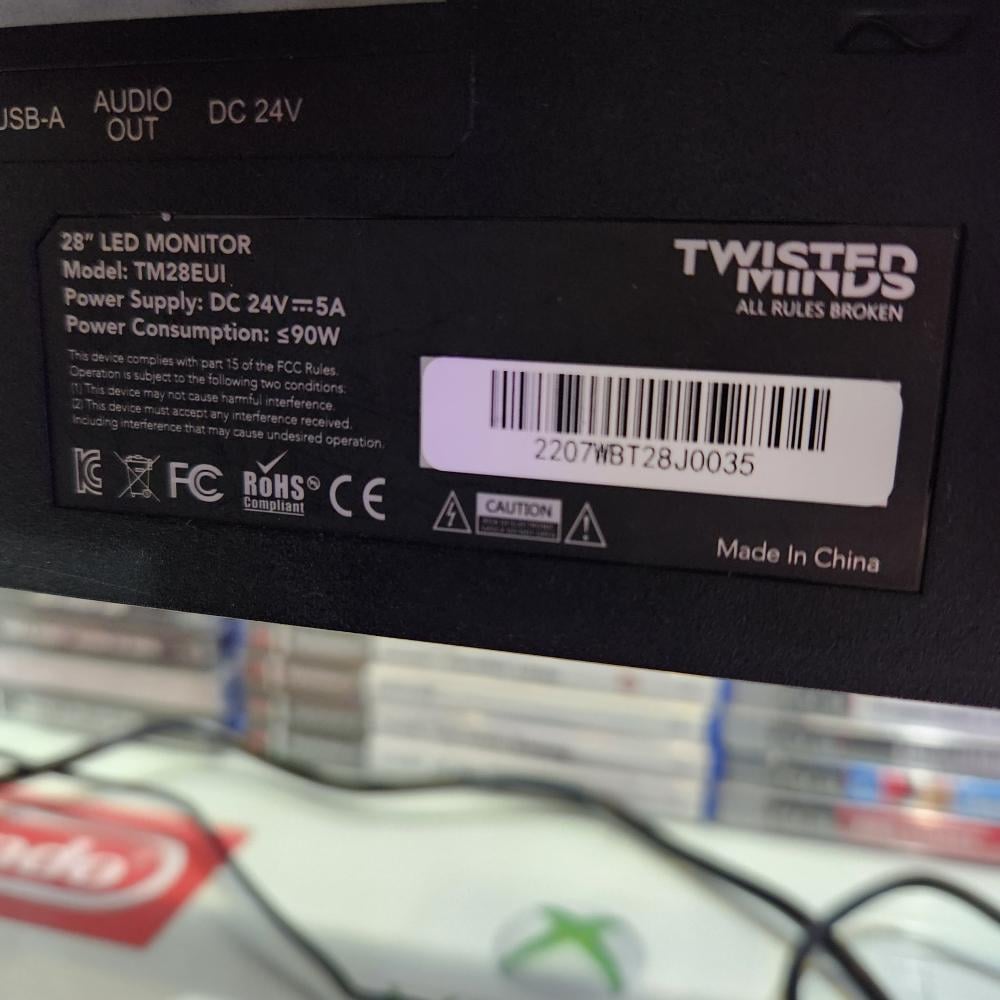 USB-A
AUDIO
OUT
DC 24V
28" LED MONITOR
Model: TM28EUI
Power Supply: DC 24V⎓5A
Power Consumption: ≤90W
This device complies with part 15 of the FCC Rules.
Operation is subject to the following two conditions:
(1) This device may not cause harmful interference.
(2) This device must accept any interference received.
Including interference that may cause undesired operation.
FC
RoHS
Compliant
CE
TWISTED
MINDS
ALL RULES BROKEN
2207WBT28J0035
CAUTION
Made In China